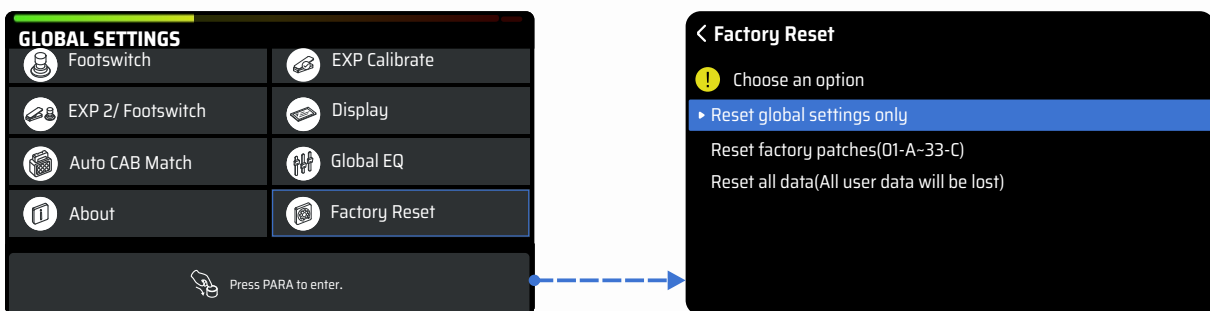 GLOBAL SETTINGS
Footswitch
EXP Calibrate
EXP 2/ Footswitch
Display
Auto CAB Match
Global EQ
About
Factory Reset
Press PARA to enter.
< Factory Reset
! Choose an option
Reset global settings only
Reset factory patches(01-A~33-C)
Reset all data(All user data will be lost)